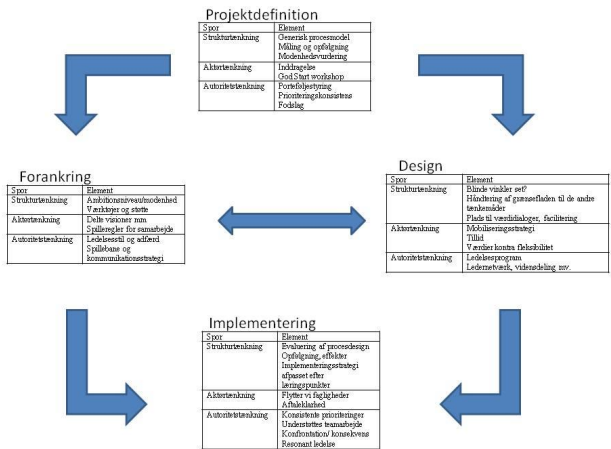 Projektdefinition
Spor Element
Strukturtænkning Generisk procesmodel
Måling og opfølgning
Modenhedsvurdering
Aktørtænkning Inddragelse
God Start workshop
Autoritetstænkning Porteføljestyring
Prioriteringskonsistens
Fodslag
Forankring
Spor Element
Strukturtænkning Ambitionsniveau/modenhed
Værktøjer og støtte
Aktørtænkning Delte visioner mm
Spilleregler for samarbejde
Autoritetstænkning Ledelsesstil og adfærd
Spillebane og
kommunikationsstrategi
Design
Spor Element
Strukturtænkning Blinde vinkler set?
Håndtering af grænsefladen til de andre
tænkemåder
Plads til værdidialoger, facilitering
Aktørtænkning Mobiliseringsstrategi
Tillid
Værdier kontra fleksibilitet
Autoritetstænkning Ledelsesprogram
Ledernetværk, vidensdeling mv.
Implementering
Spor Element
Strukturtænkning Evaluering af procesdesign
Opfølgning, effekter
Implementeringsstrategi
afpasset efter
læringspunkter
Aktørtænkning Flytter vi fagligheder
Aftaleklarhed
Autoritetstænkning Konsistente prioriteringer
Understøttes teamarbejde
Konfrontation/ konsekvens
Resonant ledelse